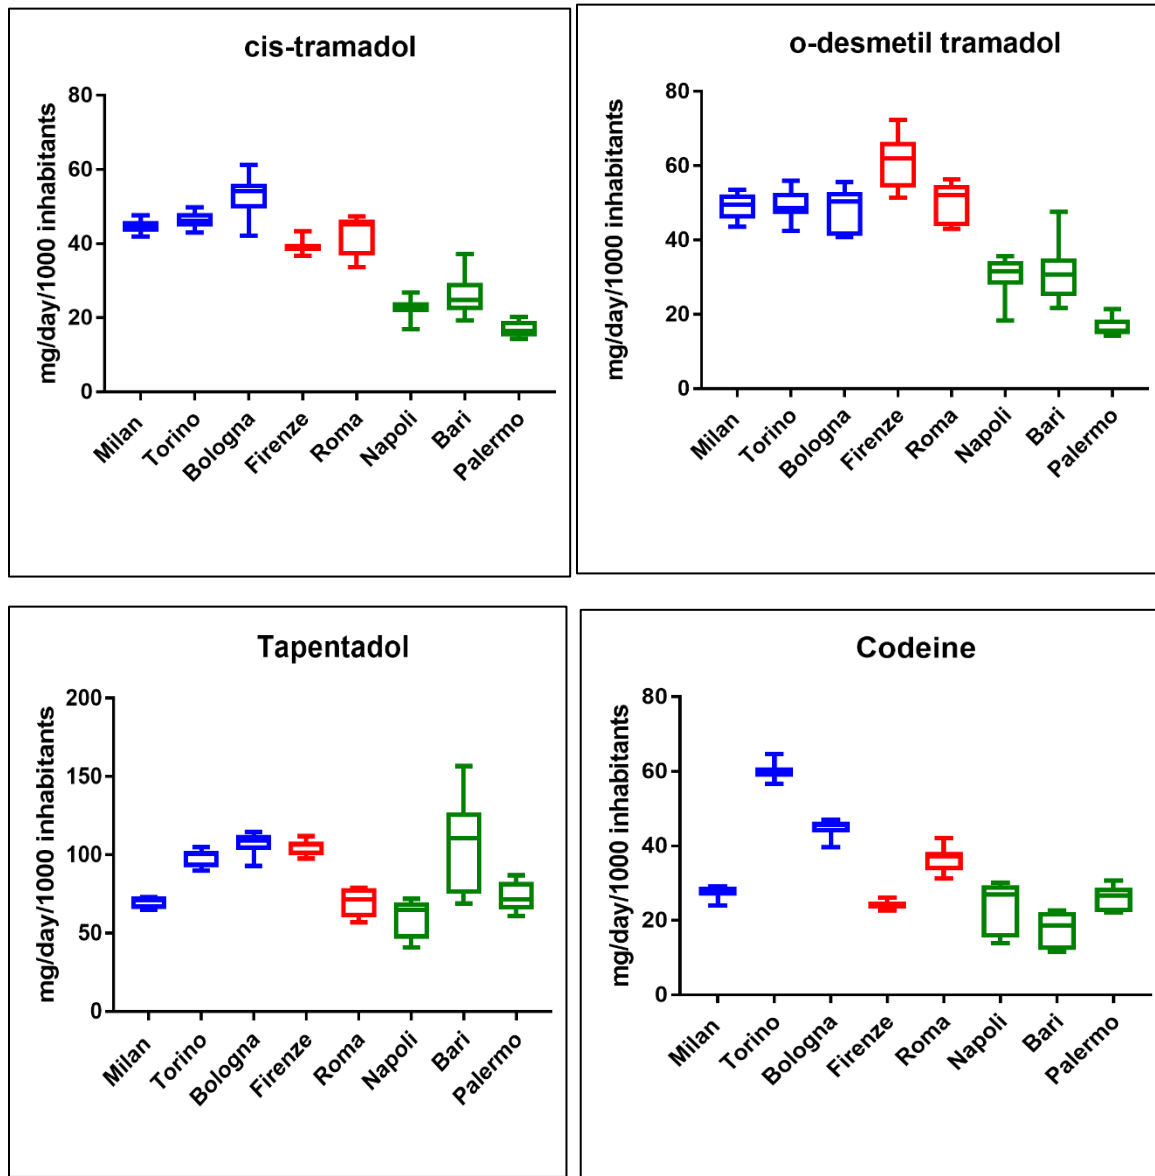 cis-tramadol
mg/day/1000 inhabitants
80
60
40
20
0
Milan
Torino
Bologna
Firenze
Roma
Napoli
Bari
Palermo
o-desmetil tramadol
mg/day/1000 inhabitants
80
60
40
20
0
Milan
Torino
Bologna
Firenze
Roma
Napoli
Bari
Palermo
Tapentadol
mg/day/1000 inhabitants
200
150
100
50
0
Milan
Torino
Bologna
Firenze
Roma
Napoli
Bari
Palermo
Codeine
mg/day/1000 inhabitants
80
60
40
20
0
Milan
Torino
Bologna
Firenze
Roma
Napoli
Bari
Palermo